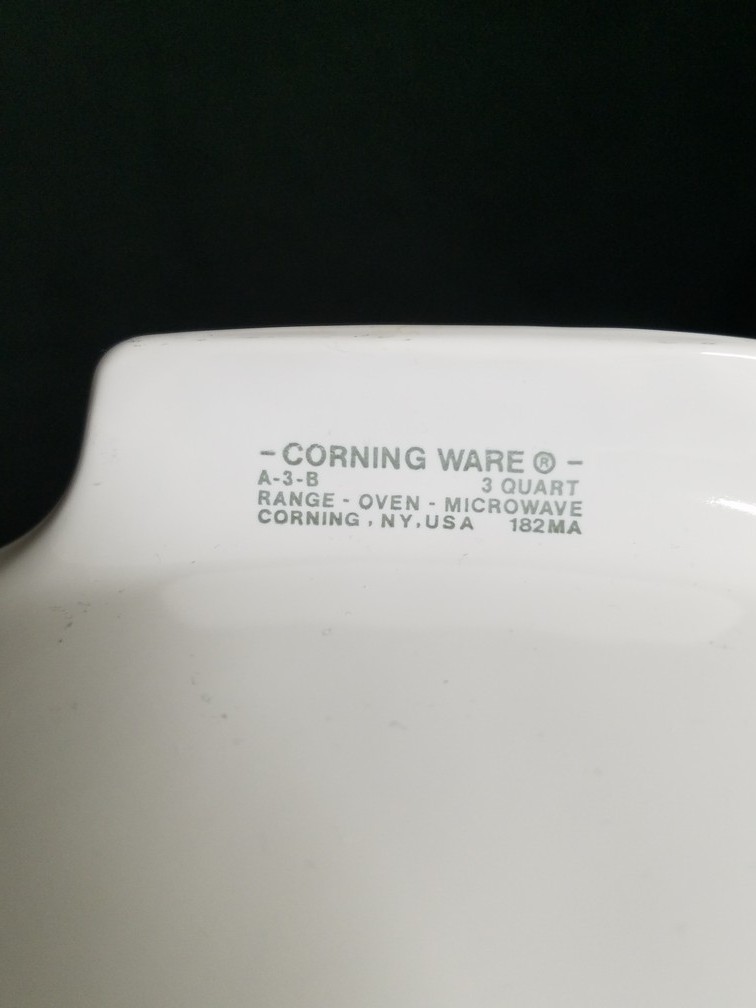 - CORNING WARE ® -
A-3-B 3 QUART
RANGE - OVEN - MICROWAVE
CORNING, NY, USA 182MA